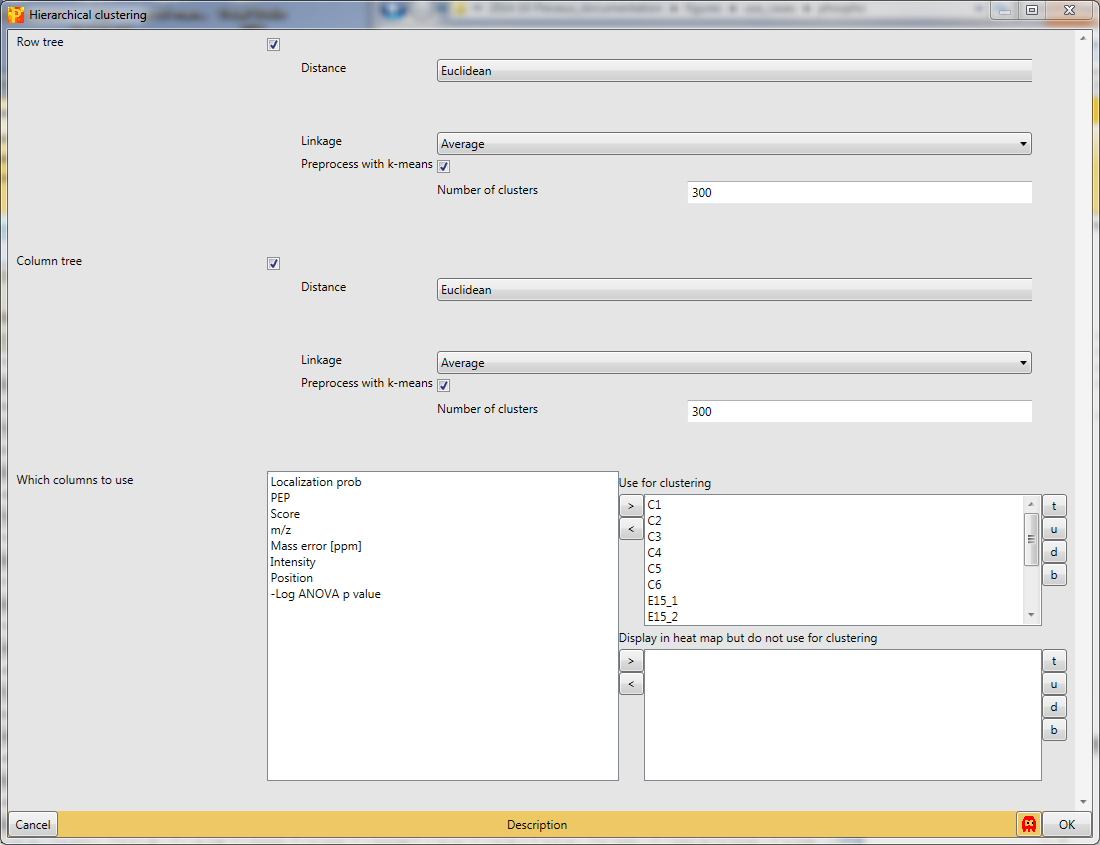 Hierarchical clustering
Row tree
Distance
Euclidean
Linkage
Average
Preprocess with k-means
Number of clusters
300
Column tree
Distance
Euclidean
Linkage
Average
Preprocess with k-means
Number of clusters
300
Which columns to use
Localization prob
PEP
Score
m/z
Mass error [ppm]
Intensity
Position
-Log ANOVA p value
Use for clustering
>
<
C1
C2
C3
C4
C5
C6
E15_1
E15_2
t
u
d
b
Display in heat map but do not use for clustering
>
<
t
u
d
b
Cancel
Description
OK